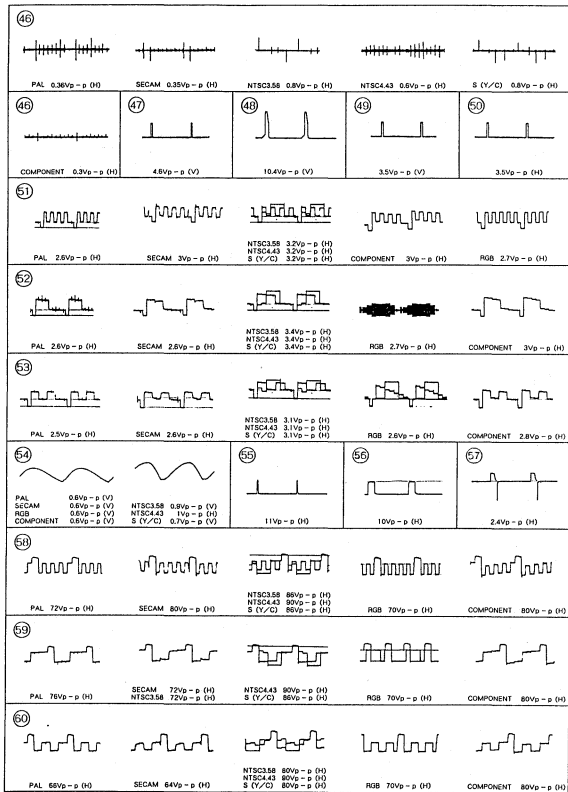 46
PAL 0.36Vp-p (H)
SECAM 0.35Vp-p (H)
NTSC3.58 0.8Vp-p (H)
NTSC4.43 0.6Vp-p (H)
S (Y/C) 0.8Vp-p (H)
46
COMPONENT 0.3Vp-p (H)
47
4.6Vp-p (V)
48
10.4Vp-p (V)
49
3.5Vp-p (V)
50
3.5Vp-p (H)
51
PAL 2.6Vp-p (H)
SECAM 3Vp-p (H)
NTSC3.58 3.2Vp-p (H)
NTSC4.43 3.2Vp-p (H)
S (Y/C) 3.2Vp-p (H)
COMPONENT 3Vp-p (H)
RGB 2.7Vp-p (H)
52
PAL 2.6Vp-p (H)
SECAM 2.6Vp-p (H)
NTSC3.58 3.4Vp-p (H)
NTSC4.43 3.4Vp-p (H)
S (Y/C) 3.4Vp-p (H)
RGB 2.7Vp-p (H)
COMPONENT 3Vp-p (H)
53
PAL 2.5Vp-p (H)
SECAM 2.6Vp-p (H)
NTSC3.58 3.1Vp-p (H)
NTSC4.43 3.1Vp-p (H)
S (Y/C) 3.1Vp-p (H)
RGB 2.6Vp-p (H)
COMPONENT 2.8Vp-p (H)
54
PAL 0.6Vp-p (V)
SECAM 0.6Vp-p (V)
RGB 0.6Vp-p (V)
COMPONENT 0.6Vp-p (V)
NTSC3.58 0.9Vp-p (V)
NTSC4.43 1Vp-p (H)
S (Y/C) 0.7Vp-p (V)
55
11Vp-p (H)
56
10Vp-p (H)
57
2.4Vp-p (H)
58
PAL 72Vp-p (H)
SECAM 80Vp-p (H)
NTSC3.58 86Vp-p (H)
NTSC4.43 90Vp-p (H)
S (Y/C) 86Vp-p (H)
RGB 70Vp-p (H)
COMPONENT 80Vp-p (H)
59
PAL 76Vp-p (H)
SECAM 72Vp-p (H)
NTSC3.58 72Vp-p (H)
NTSC4.43 90Vp-p (H)
S (Y/C) 86Vp-p (H)
RGB 70Vp-p (H)
COMPONENT 80Vp-p (H)
60
PAL 66Vp-p (H)
SECAM 64Vp-p (H)
NTSC3.58 80Vp-p (H)
NTSC4.43 90Vp-p (H)
S (Y/C) 80Vp-p (H)
RGB 70Vp-p (H)
COMPONENT 80Vp-p (H)